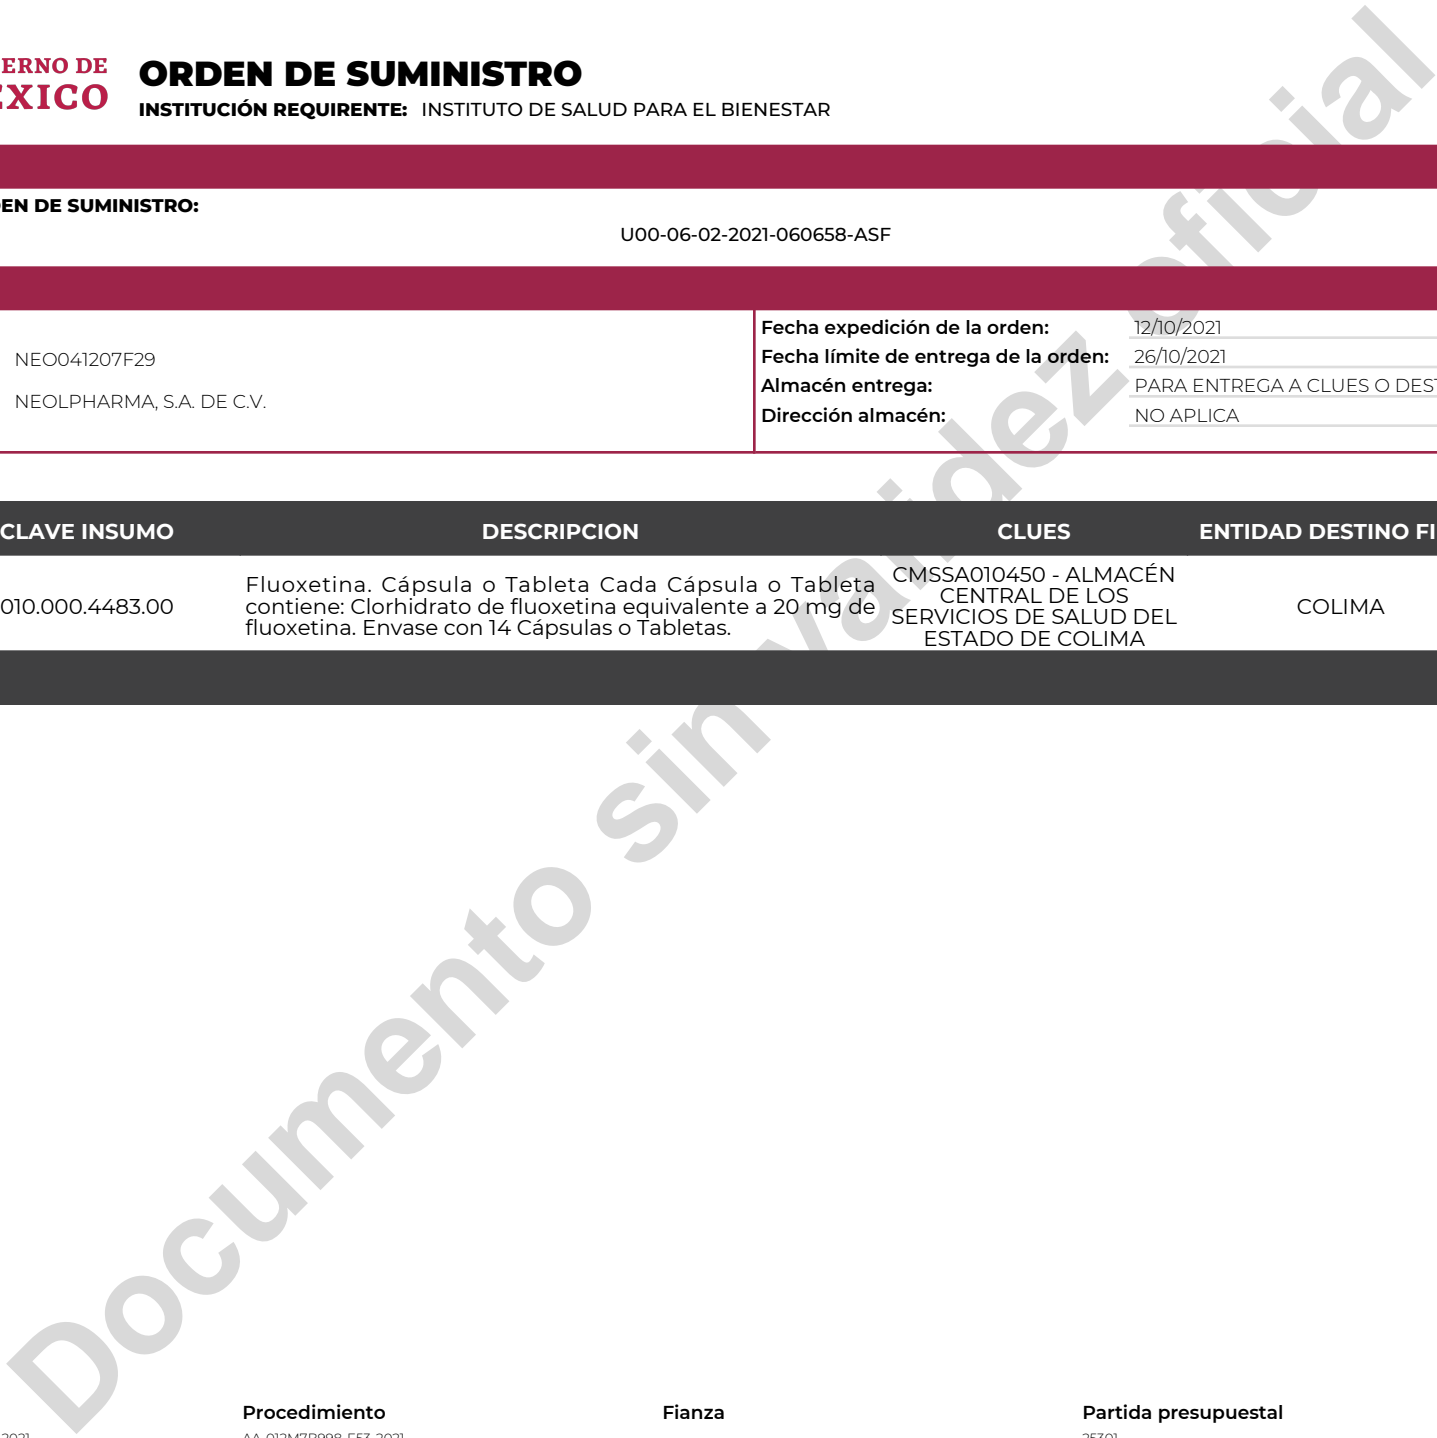 ERNO DE
ORDEN DE SUMINISTRO
INSTITUCIÓN REQUIRENTE: INSTITUTO DE SALUD PARA EL BIENESTAR
EN DE SUMINISTRO:
U00-06-02-2021-060658-ASF
NEO041207F29
NEOLPHARMA, S.A. DE C.V.
Fecha expedición de la orden: 12/10/2021
Fecha límite de entrega de la orden: 26/10/2021
Almacén entrega: PARA ENTREGA A CLUES O DEST
Dirección almacén: NO APLICA
CLAVE INSUMO DESCRIPCION CLUES ENTIDAD DESTINO FI
010.000.4483.00
Fluoxetina. Cápsula o Tableta Cada Cápsula o Tableta
contiene: Clorhidrato de fluoxetina equivalente a 20 mg de
fluoxetina. Envase con 14 Cápsulas o Tabletas.
CMSSA010450 - ALMACÉN
CENTRAL DE LOS
SERVICIOS DE SALUD DEL
ESTADO DE COLIMA
COLIMA
Documento sin validez oficial
Procedimiento Fianza Partida presupuestal